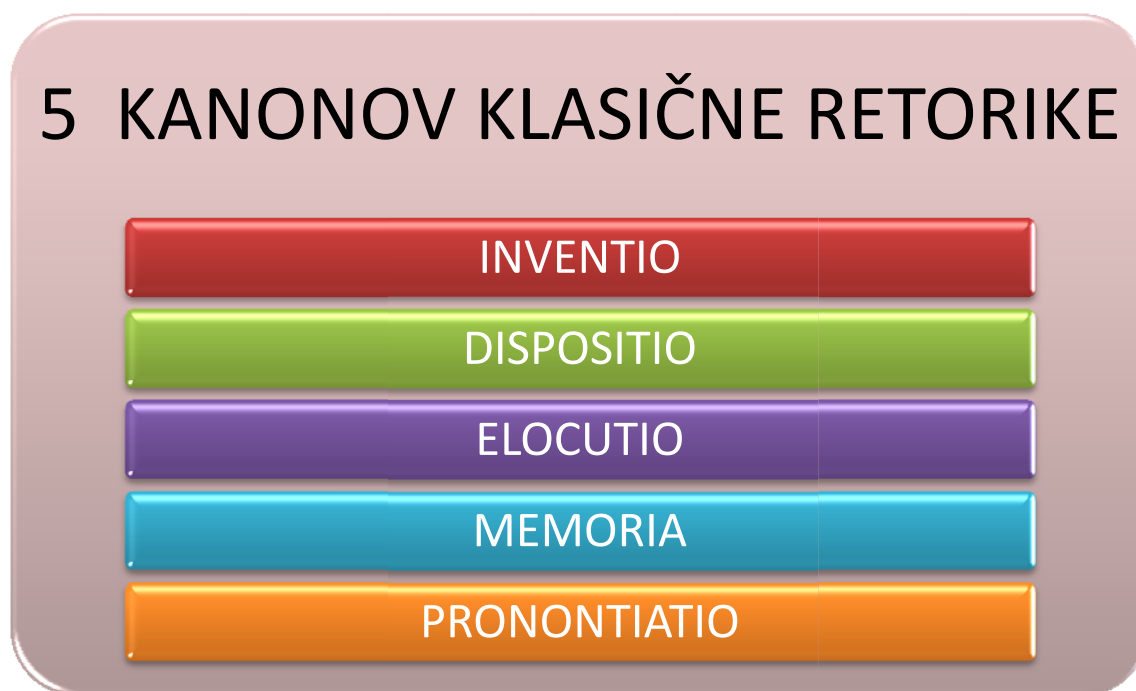 5 KANONOV KLASIČNE RETORIKE
INVENTIO
DISPOSITIO
ELOCUTIO
MEMORIA
PRONONTIATIO